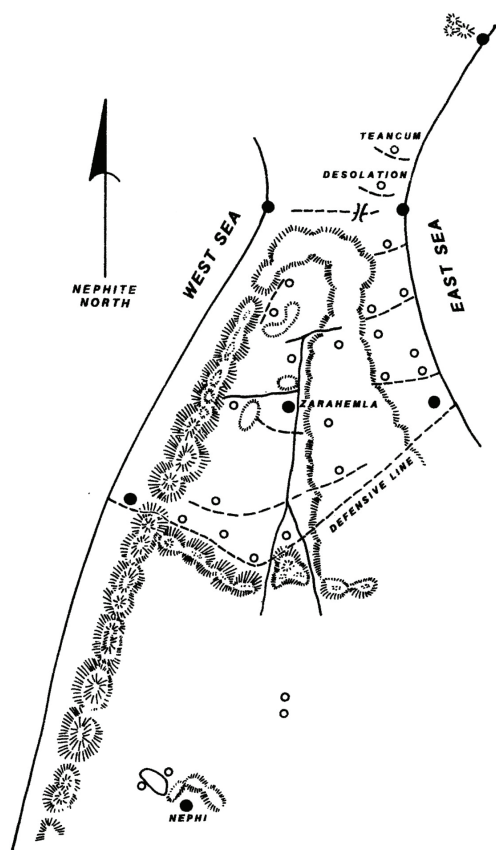 TEANCUM
DESOLATION
WEST SEA
EAST SEA
NEPHITE
NORTH
ZARAHEMLA
DEFENSIVE LINE
NEPHI